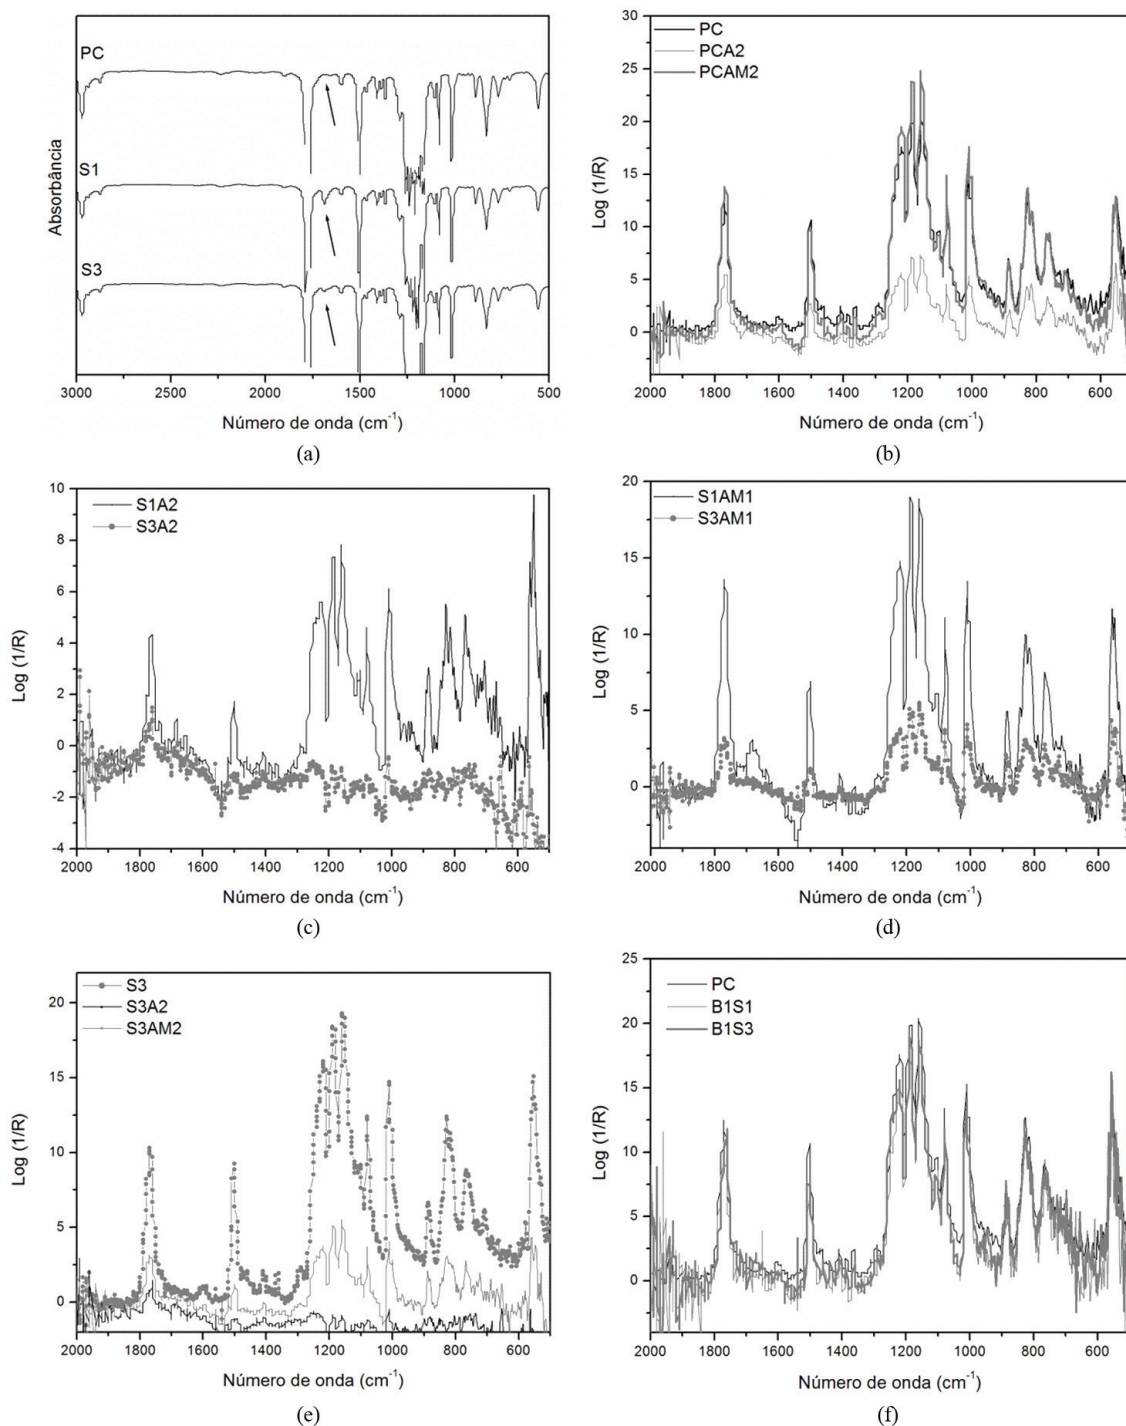 PC
S1
S3
Absorbância
3000 2500 2000 1500 1000 500
Número de onda (cm-1)
(a)
30
25
20
15
10
5
0
Log (1/R)
PC
PCA2
PCAM2
2000 1800 1600 1400 1200 1000 800 600
Número de onda (cm-1)
(b)
10
8
6
4
2
0
-2
-4
Log (1/R)
S1A2
S3A2
2000 1800 1600 1400 1200 1000 800 600
Número de onda (cm-1)
(c)
20
15
10
5
0
Log (1/R)
S1AM1
S3AM1
2000 1800 1600 1400 1200 1000 800 600
Número de onda (cm-1)
(d)
20
15
10
5
0
Log (1/R)
S3
S3A2
S3AM2
2000 1800 1600 1400 1200 1000 800 600
Número de onda (cm-1)
(e)
25
20
15
10
5
0
Log (1/R)
PC
B1S1
B1S3
2000 1800 1600 1400 1200 1000 800 600
Número de onda (cm-1)
(f)